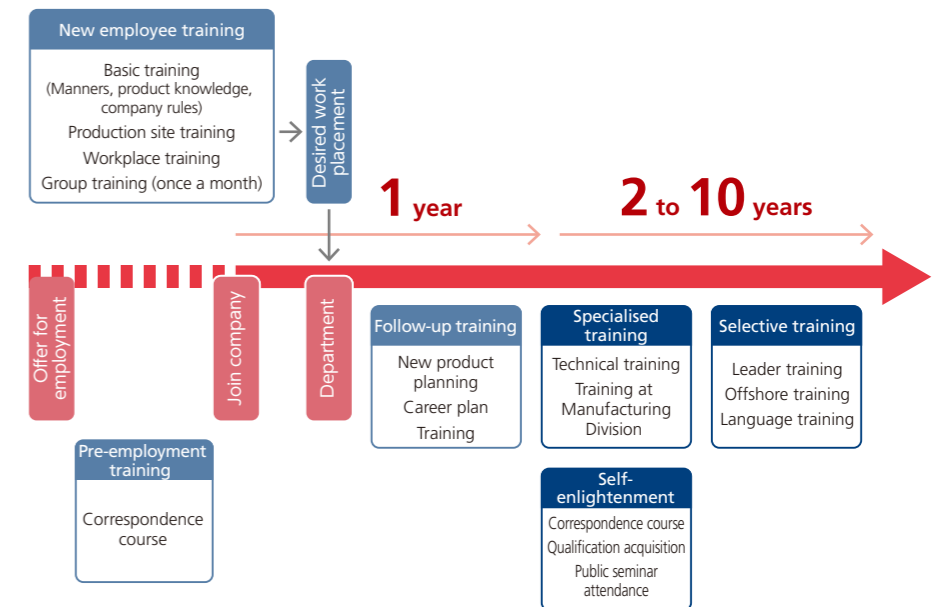 New employee training
Basic training
(Manners, product knowledge,
company rules)
Production site training
Workplace training
Group training (once a month)
Desired work
placement
1 year
2 to 10 years
Offer for
employment
Join company
Department
Pre-employment
training
Correspondence
course
Follow-up training
New product
planning
Career plan
Training
Specialised
training
Technical training
Training at
Manufacturing
Division
Selective training
Leader training
Offshore training
Language training
Self-
enlightenment
Correspondence course
Qualification acquisition
Public seminar
attendance